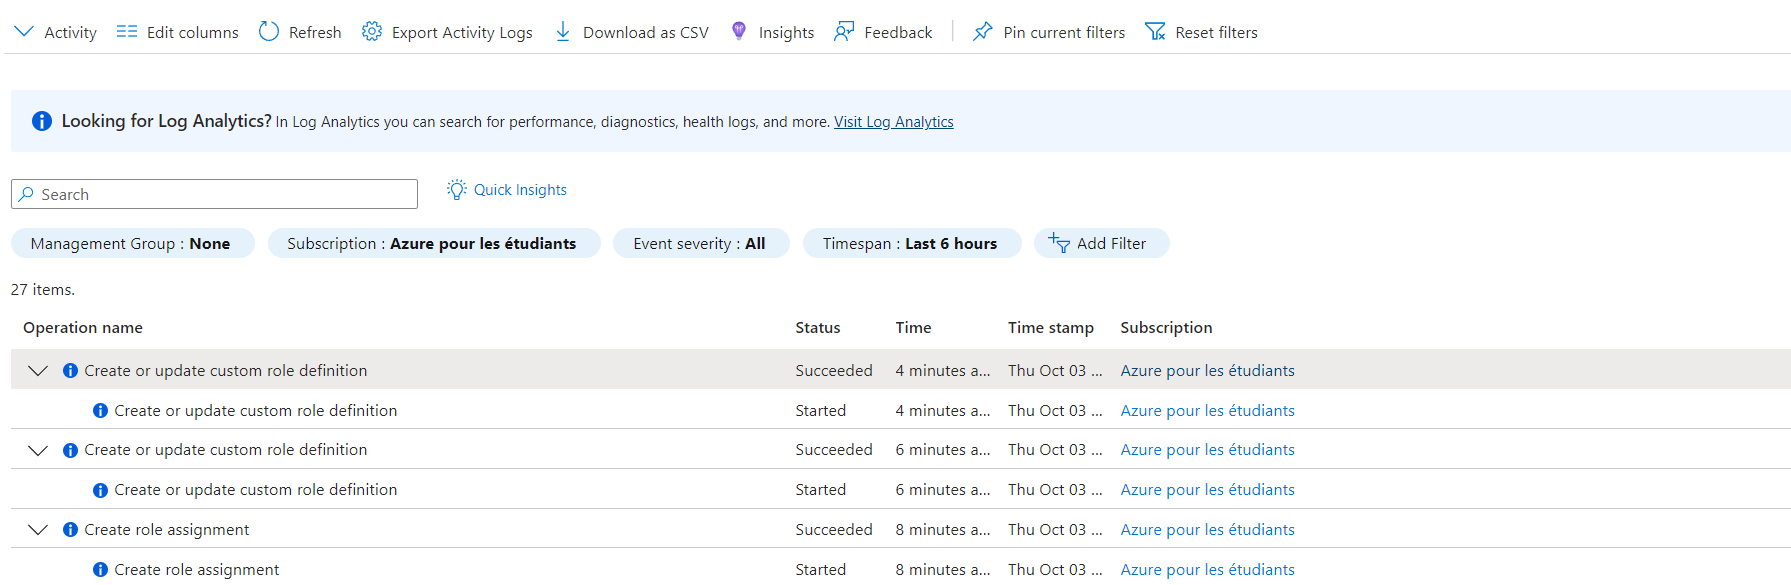 Activity Edit columns Refresh Export Activity Logs Download as CSV Insights Feedback Pin current filters Reset filters
Looking for Log Analytics? In Log Analytics you can search for performance, diagnostics, health logs, and more. Visit Log Analytics
Search Quick Insights
Management Group : None Subscription : Azure pour les étudiants Event severity : All Timespan : Last 6 hours Add Filter
27 items.
Operation name Status Time Time stamp Subscription
Create or update custom role definition Succeeded 4 minutes a... Thu Oct 03 ... Azure pour les étudiants
Create or update custom role definition Started 4 minutes a... Thu Oct 03 ... Azure pour les étudiants
Create or update custom role definition Succeeded 6 minutes a... Thu Oct 03 ... Azure pour les étudiants
Create or update custom role definition Started 6 minutes a... Thu Oct 03 ... Azure pour les étudiants
Create role assignment Succeeded 8 minutes a... Thu Oct 03 ... Azure pour les étudiants
Create role assignment Started 8 minutes a... Thu Oct 03 ... Azure pour les étudiants